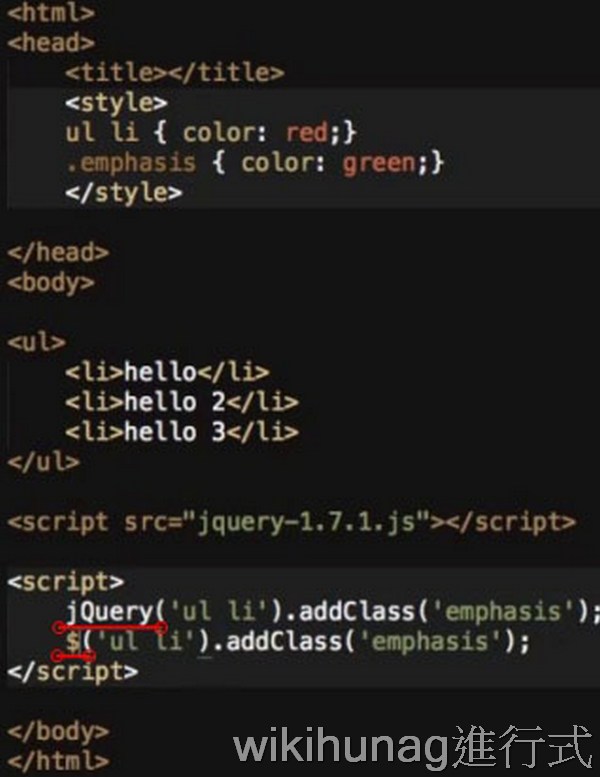 <html>
<head>
    <title></title>
    <style>
    ul li { color: red;}
    .emphasis { color: green;}
    </style>
</head>
<body>
<ul>
    <li>hello</li>
    <li>hello 2</li>
    <li>hello 3</li>
</ul>
<script src="jquery-1.7.1.js"></script>
<script>
    jQuery('ul li').addClass('emphasis');
    $('ul li').addClass('emphasis');
</script>
</body>
</html>
wikihunag進行式